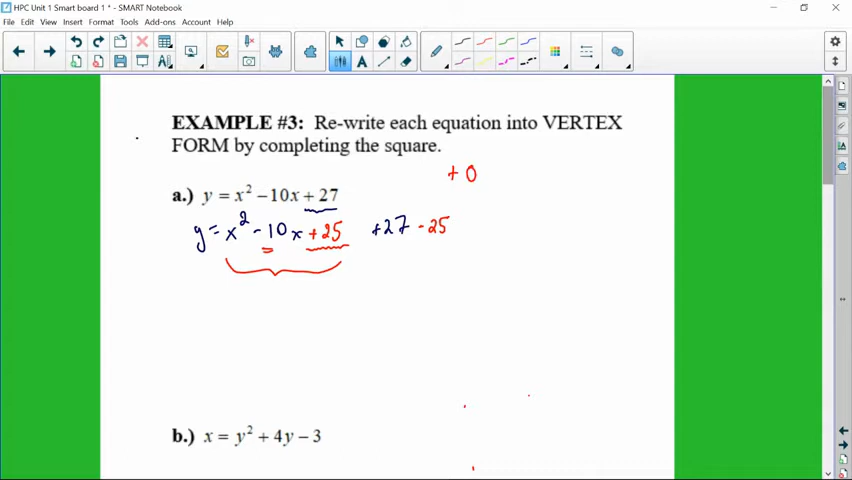 HPC Unit 1 Smart board 1 * - SMART Notebook
File Edit View Insert Format Tools Add-ons Account Help
EXAMPLE #3: Re-write each equation into VERTEX
FORM by completing the square.
+ 0
a.) y = x² −10x + 27
y = x² - 10x + 25 + 27 - 25
b.) x = y² + 4y − 3